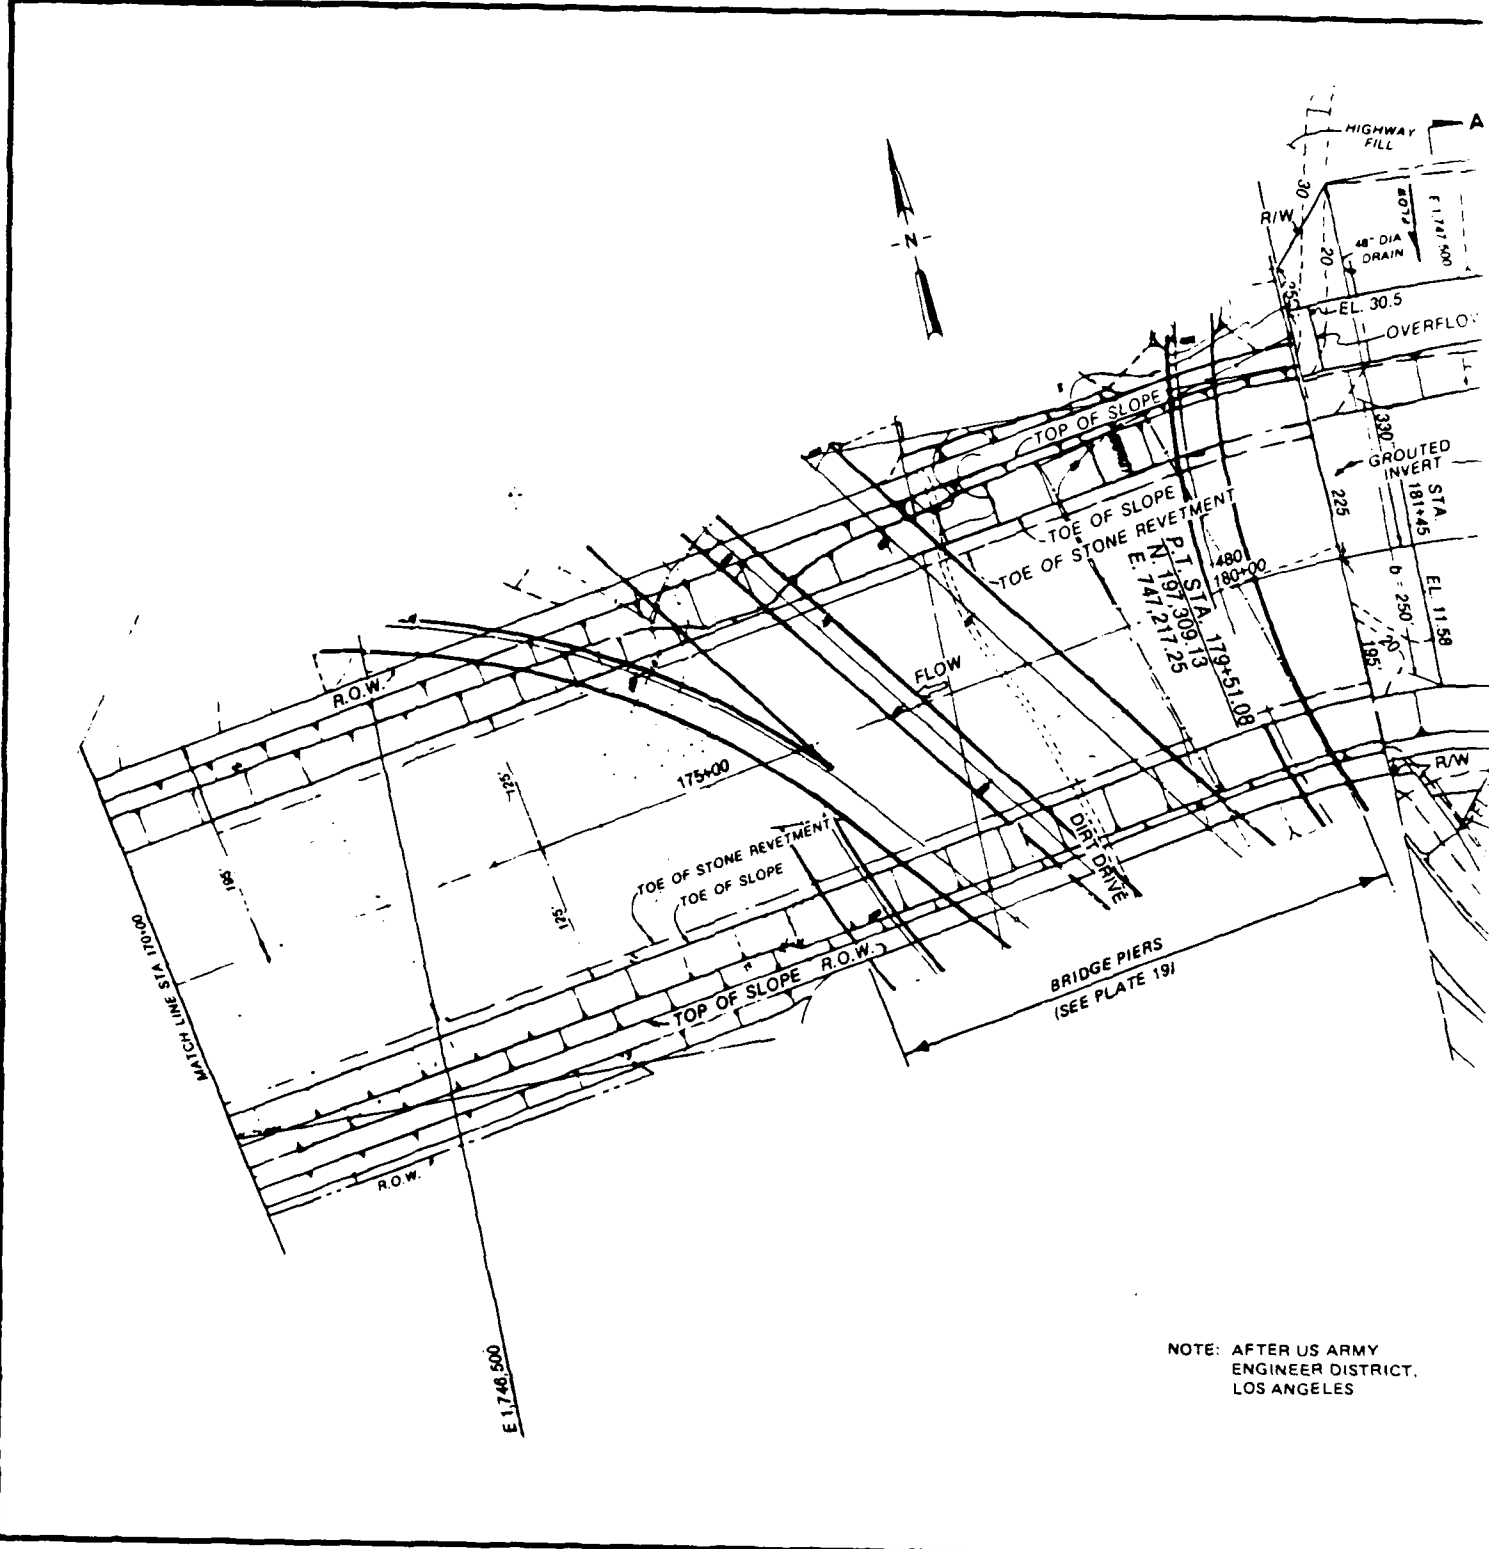 HIGHWAY
FILL
A
30
R/W
FLOW
E 1,747,500
20
48" DIA
DRAIN
N
EL. 30.5
OVERFLO
TOP OF SLOPE
330
GROUTED
INVERT
STA.
181+45
225
TOE OF SLOPE
TOE OF STONE REVETMENT
P.T. STA. 179+51.08
N. 197,309.13
E. 747,217.25
480
180+00
b = 250
EL. 11.58
195'
20
FLOW
R.O.W.
175+00
125'
R/W
TOE OF STONE REVETMENT
TOE OF SLOPE
DIRT DRIVE
125'
MATCH LINE STA 170+00
R.O.W.
TOP OF SLOPE
BRIDGE PIERS
(SEE PLATE 19)
R.O.W.
E 1,746,500
NOTE: AFTER US ARMY
ENGINEER DISTRICT,
LOS ANGELES